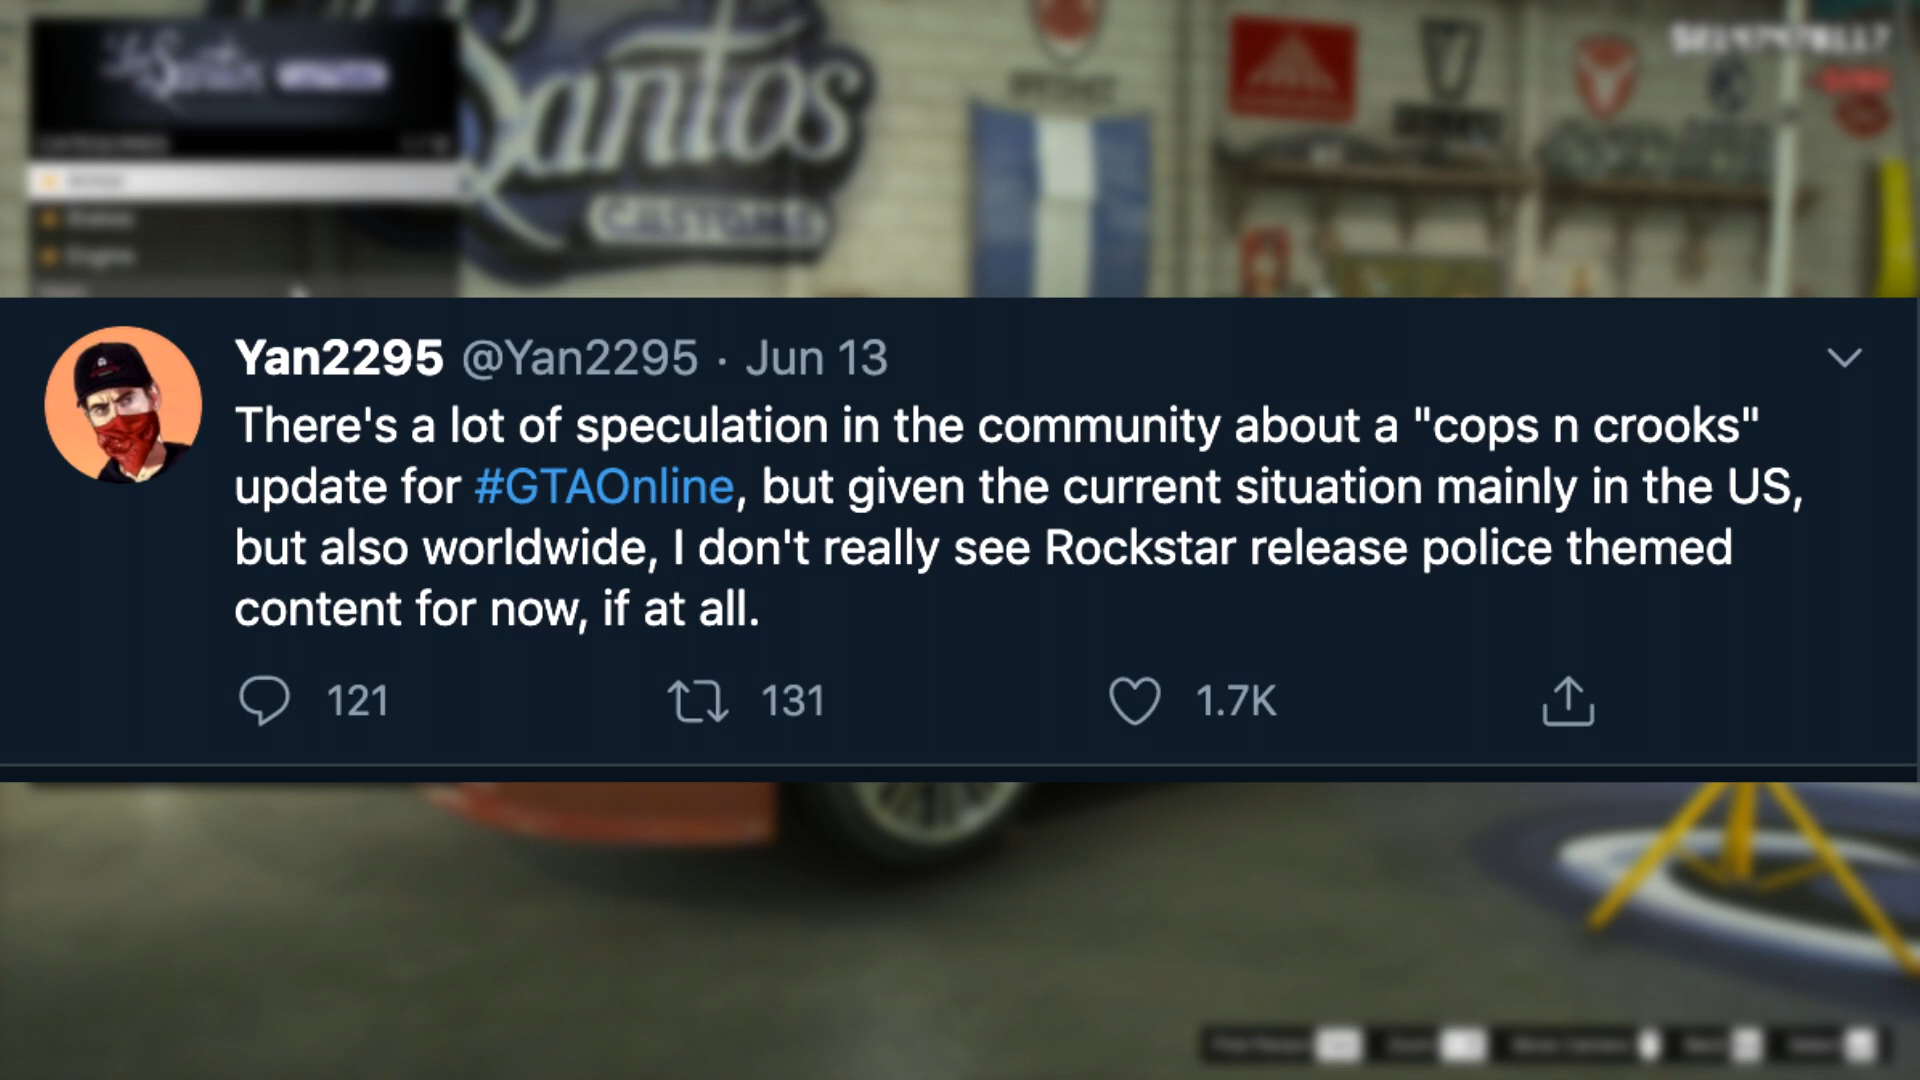 Santos
CUSTOMS
Yan2295 @Yan2295 · Jun 13
There's a lot of speculation in the community about a "cops n crooks"
update for #GTAOnline, but given the current situation mainly in the US,
but also worldwide, I don't really see Rockstar release police themed
content for now, if at all.
121 131 1.7K